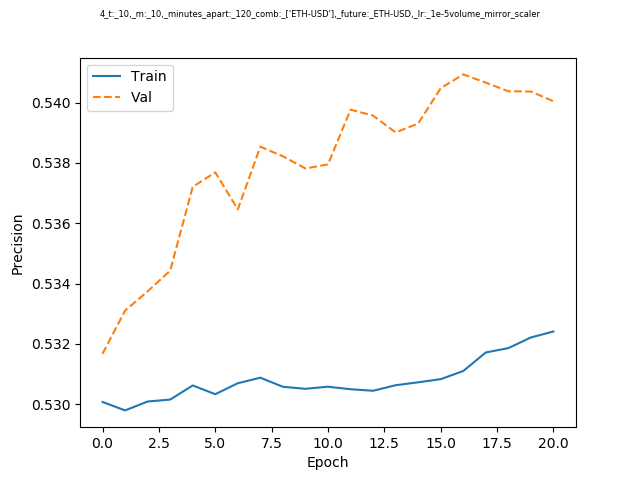 4_t:_10,_m:_10,_minutes_apart:_120_comb:_['ETH-USD'],_future:_ETH-USD,_lr:_1e-5volume_mirror_scaler
Train
Val
0.540
0.538
0.536
0.534
0.532
0.530
Precision
0.0 2.5 5.0 7.5 10.0 12.5 15.0 17.5 20.0
Epoch